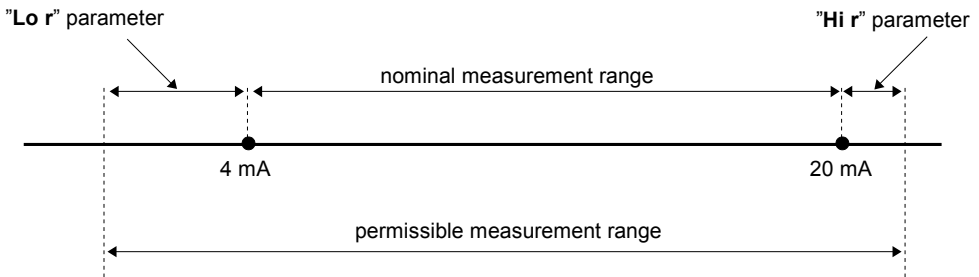 "Lo r" parameter
"Hi r" parameter
nominal measurement range
4 mA
20 mA
permissible measurement range